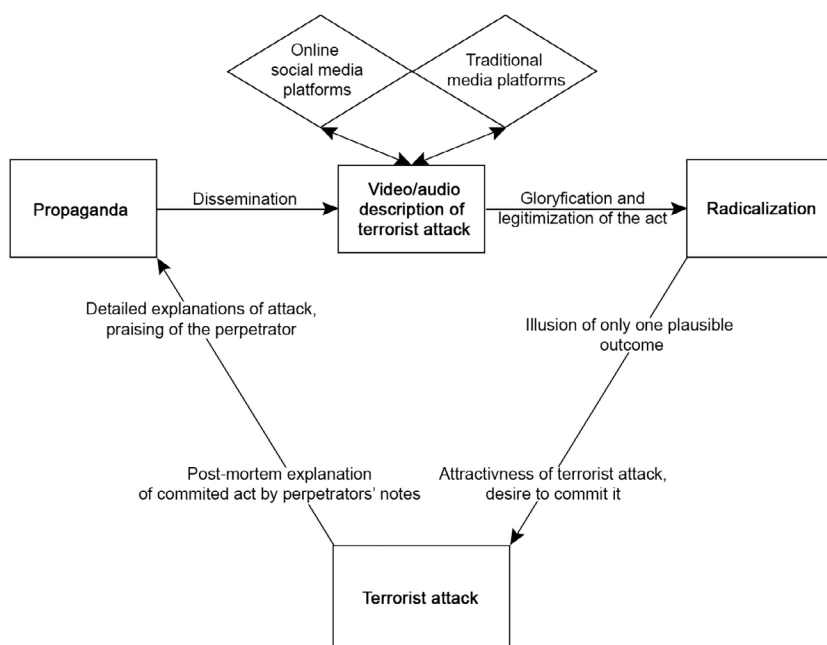 Online
social media
platforms
Traditional
media platforms
Propaganda
Dissemination
Video/audio
description of
terrorist attack
Gloryfication and
legitimization of the act
Radicalization
Detailed explanations of attack,
praising of the perpetrator
Illusion of only one plausible
outcome
Post-mortem explanation
of commited act by perpetrators' notes
Attractivness of terrorist attack,
desire to commit it
Terrorist attack